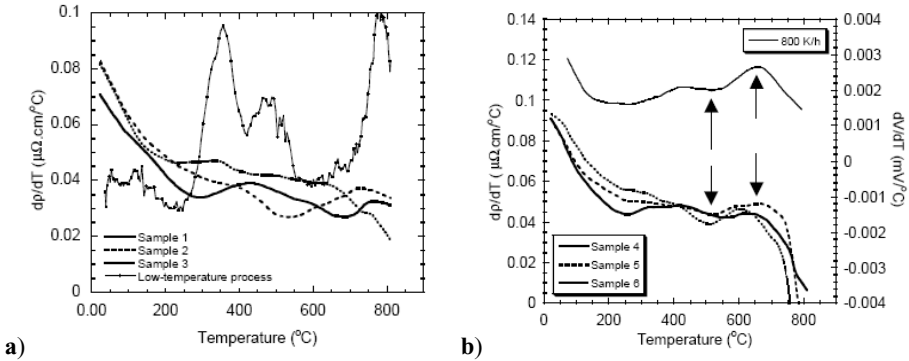 0.1
0.08
0.06
0.04
0.02
0
dρ/dT (μΩ.cm/°C)
Sample 1
Sample 2
Sample 3
Low-temperature process
0.00 200 400 600 800
Temperature (°C)
a)
0.14
0.12
0.1
0.08
0.06
0.04
0.02
0
dρ/dT (μΩ.cm/°C)
800 K/h
Sample 4
Sample 5
Sample 6
0.004
0.003
0.002
0.001
0
-0.001
-0.002
-0.003
-0.004
dV/dT (mV/°C)
0 200 400 600 800
Temperature (°C)
b)